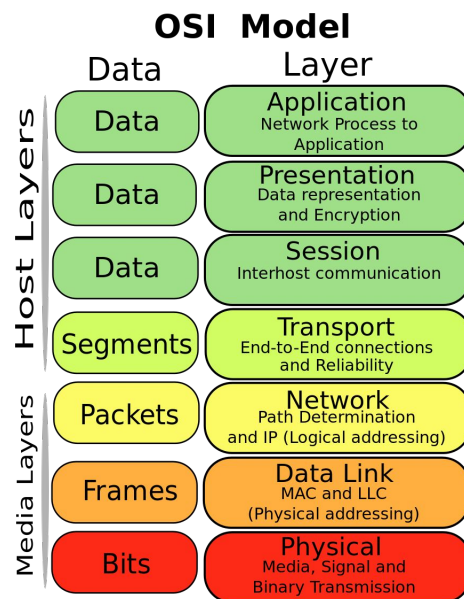 OSI Model
Data
Layer
Host Layers
Data
Application
Network Process to
Application
Data
Presentation
Data representation
and Encryption
Data
Session
Interhost communication
Segments
Transport
End-to-End connections
and Reliability
Media Layers
Packets
Network
Path Determination
and IP (Logical addressing)
Frames
Data Link
MAC and LLC
(Physical addressing)
Bits
Physical
Media, Signal and
Binary Transmission